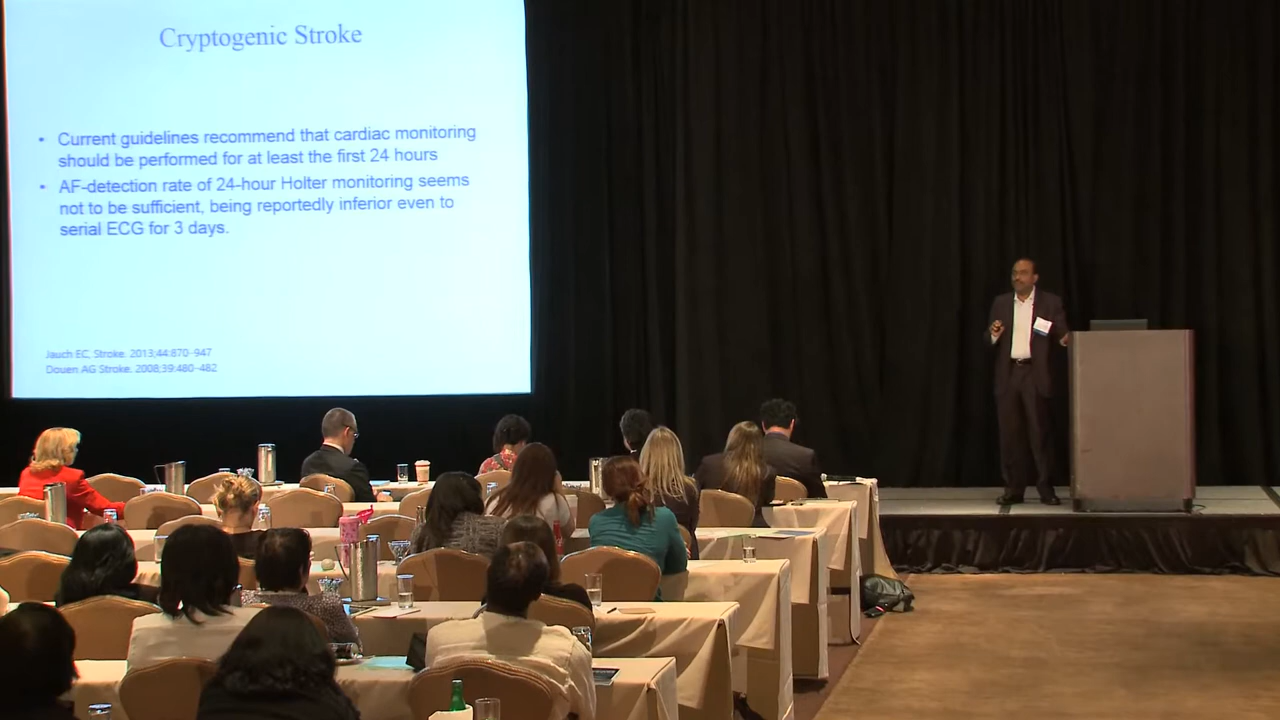 Cryptogenic Stroke
• Current guidelines recommend that cardiac monitoring
should be performed for at least the first 24 hours
• AF-detection rate of 24-hour Holter monitoring seems
not to be sufficient, being reportedly inferior even to
serial ECG for 3 days.
Jauch EC, Stroke. 2013;44:870-947
Douen AG Stroke. 2008;39:480-482